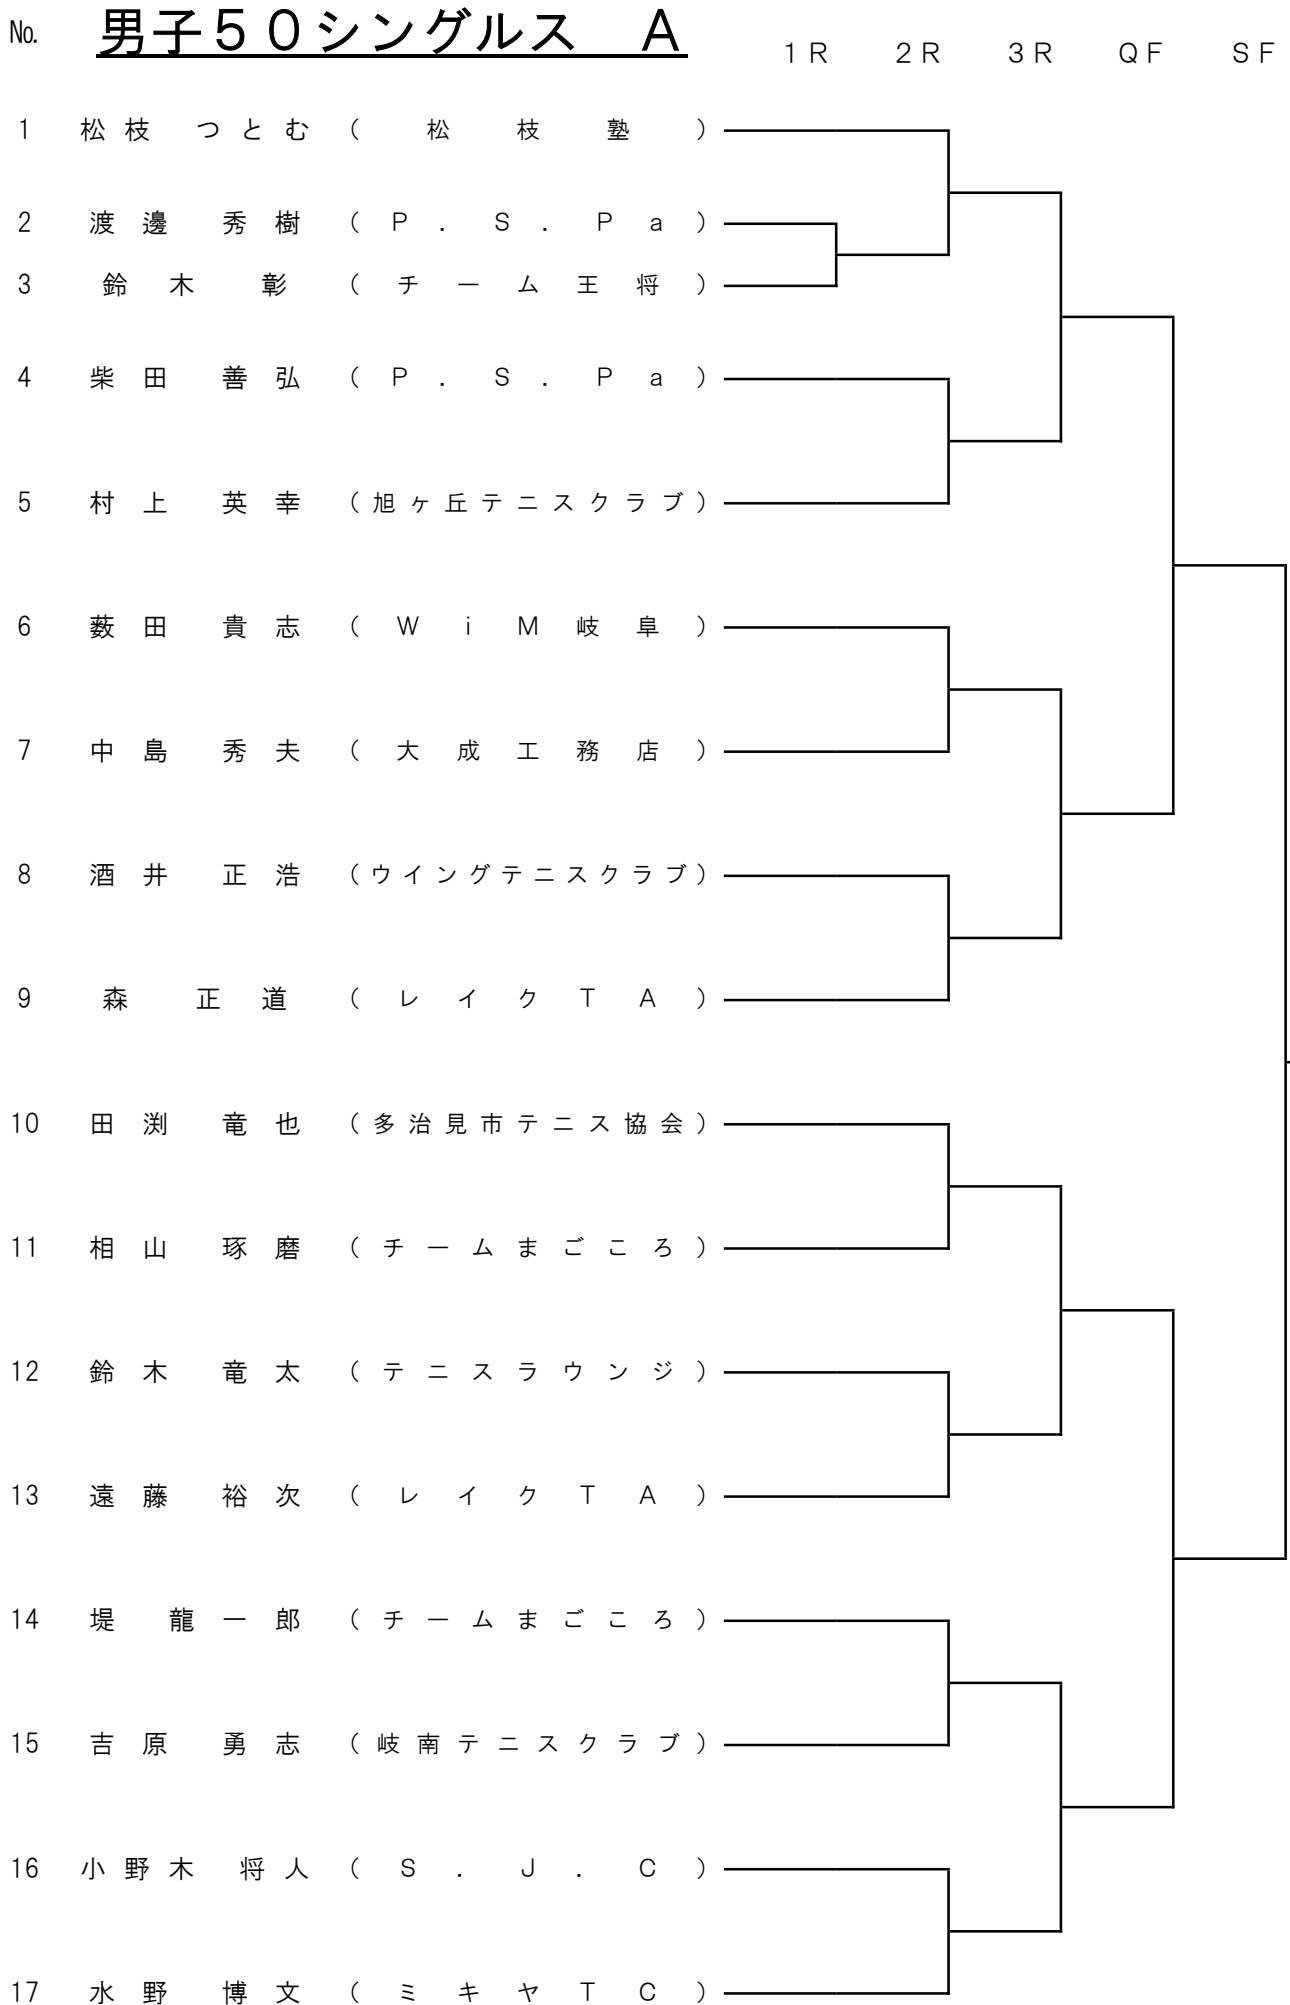 No. 男子５０シングルス　Ａ １Ｒ ２Ｒ ３Ｒ ＱＦ ＳＦ
1 松枝 つとむ （ 松枝塾 ）
2 渡邊 秀樹 （ Ｐ．Ｓ．Ｐａ ）
3 鈴木 彰 （ チーム王将 ）
4 柴田 善弘 （ Ｐ．Ｓ．Ｐａ ）
5 村上 英幸 （ 旭ヶ丘テニスクラブ ）
6 薮田 貴志 （ ＷｉＭ岐阜 ）
7 中島 秀夫 （ 大成工務店 ）
8 酒井 正浩 （ ウイングテニスクラブ ）
9 森 正道 （ レイクＴＡ ）
10 田渕 竜也 （ 多治見市テニス協会 ）
11 相山 琢磨 （ チームまごころ ）
12 鈴木 竜太 （ テニスラウンジ ）
13 遠藤 裕次 （ レイクＴＡ ）
14 堤 龍一郎 （ チームまごころ ）
15 吉原 勇志 （ 岐南テニスクラブ ）
16 小野木 将人 （ Ｓ．Ｊ．Ｃ ）
17 水野 博文 （ ミキヤＴＣ ）